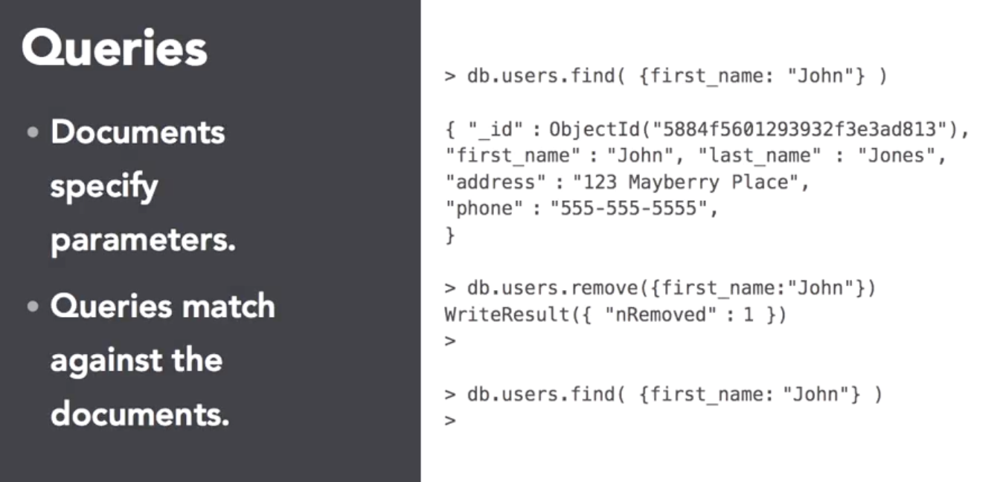 Queries
• Documents
specify
parameters.
• Queries match
against the
documents.
> db.users.find( {first_name: "John"} )
{ "_id" : ObjectId("5884f5601293932f3e3ad813"),
"first_name" : "John", "last_name" : "Jones",
"address" : "123 Mayberry Place",
"phone" : "555-555-5555",
}
> db.users.remove({first_name:"John"})
WriteResult({ "nRemoved" : 1 })
>
> db.users.find( {first_name: "John"} )
>